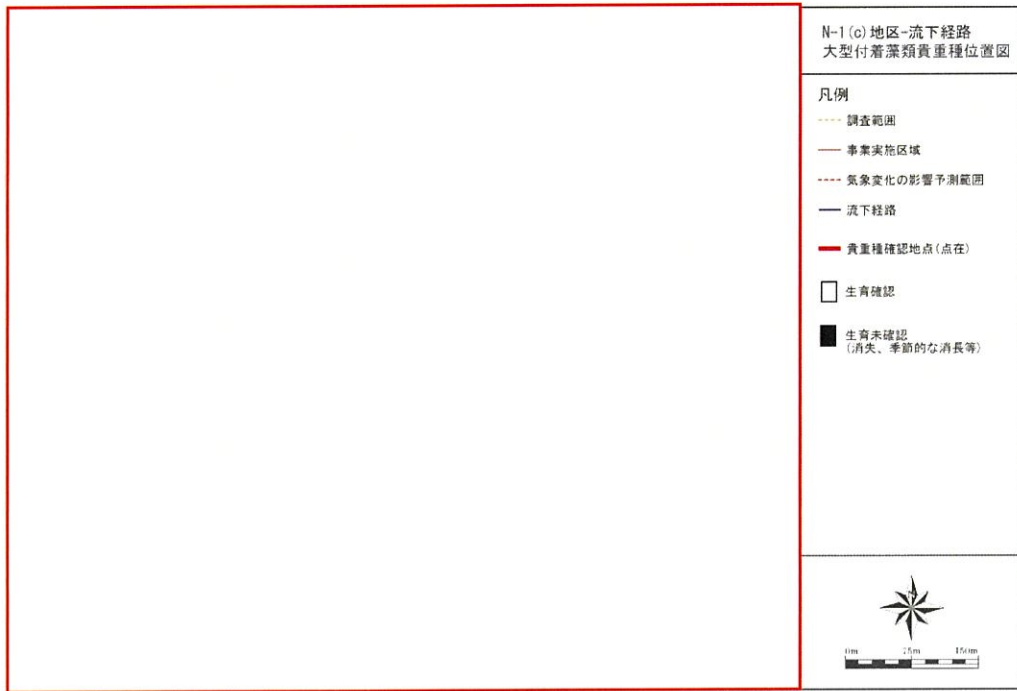 N-1(c)地区-流下経路
大型付着藻類貴重種位置図
凡例
調査範囲
事業実施区域
気象変化の影響予測範囲
流下経路
貴重種確認地点(点在)
生育確認
生育未確認
(消失、季節的な消長等)
N
0m 75m 150m